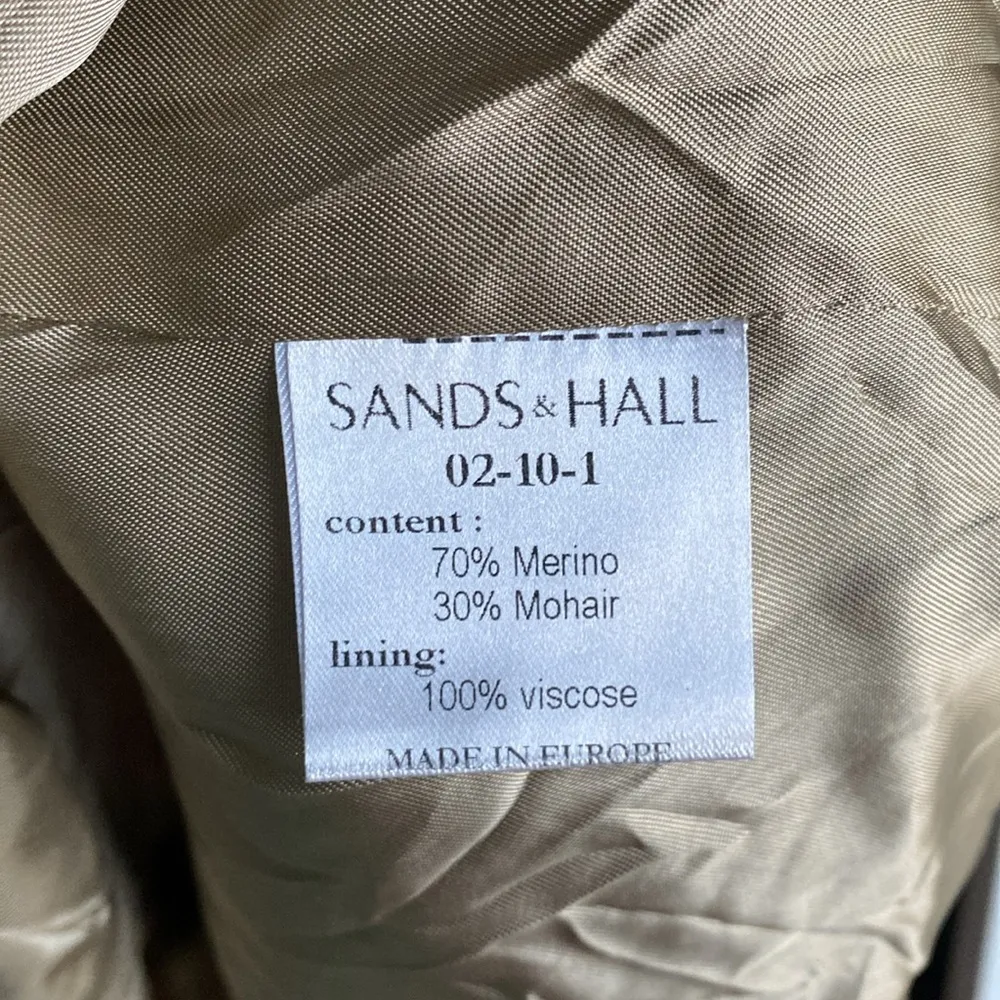 SANDS & HALL
02-10-1
content :
70% Merino
30% Mohair
lining:
100% viscose
MADE IN EUROPE